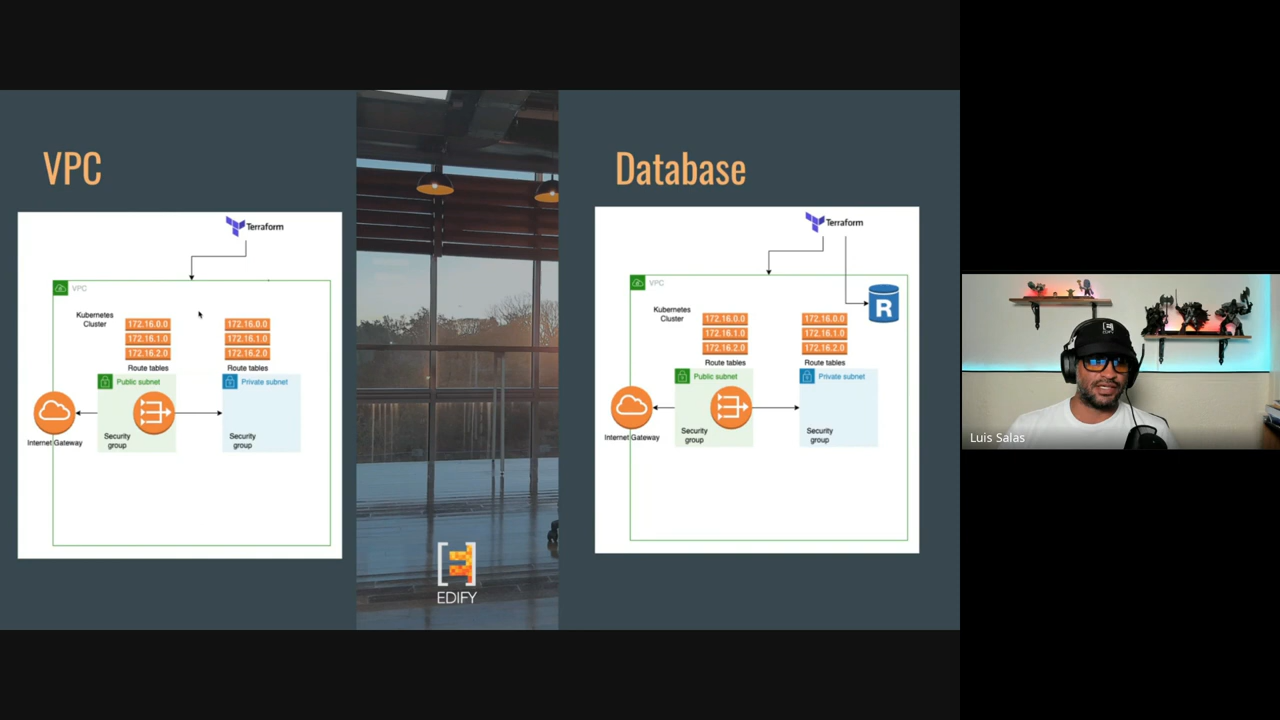 VPC
Terraform
VPC
Kubernetes
Cluster
172.16.0.0
172.16.1.0
172.16.2.0
172.16.0.0
172.16.1.0
172.16.2.0
Route tables
Route tables
Public subnet
Private subnet
Internet Gateway
Security
group
Security
group
EDIFY
Database
Terraform
VPC
R
Kubernetes
Cluster
172.16.0.0
172.16.1.0
172.16.2.0
172.16.0.0
172.16.1.0
172.16.2.0
Route tables
Route tables
Public subnet
Private subnet
Internet Gateway
Security
group
Security
group
Luis Salas